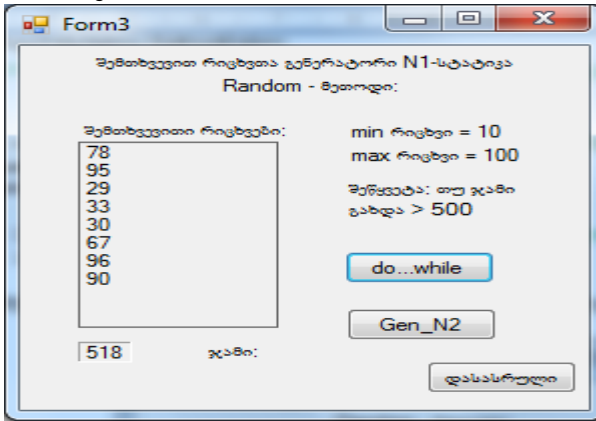 Form3
შემთხვევით რიცხვთა გენერატორი N1-სტატიკა
Random - მეთოდი:
შემთხვევითი რიცხვები:
78
95
29
33
30
67
96
90
518
ჯამი:
min რიცხვი = 10
max რიცხვი = 100
შეწყვეტა: თუ ჯამი
გახდა > 500
do...while
Gen_N2
დასასრული